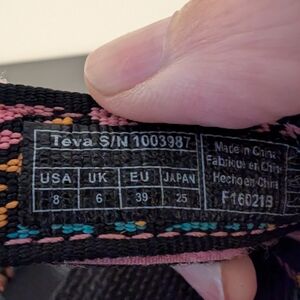 Teva S/N 1003987
USA UK EU JAPAN
8 6 39 25
Made in China
Fabriqué en Chine
Hecho en China
F16021B